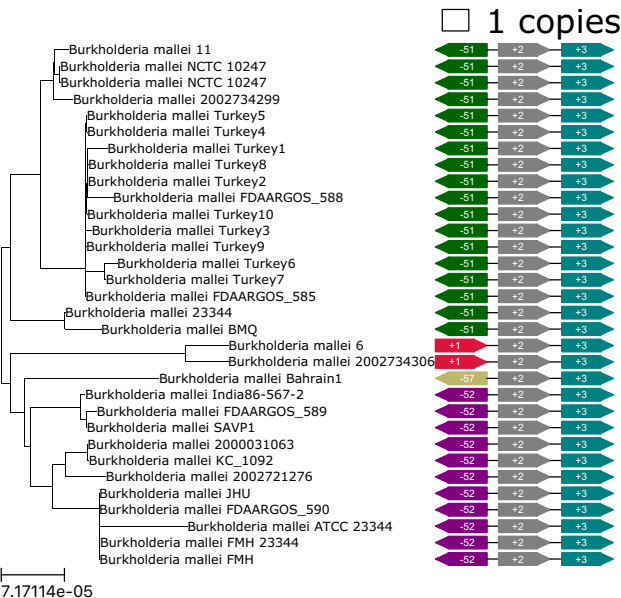 1 copies
Burkholderia mallei 11 -51 +2 +3
Burkholderia mallei NCTC 10247 -51 +2 +3
Burkholderia mallei NCTC 10247 -51 +2 +3
Burkholderia mallei 2002734299 -51 +2 +3
Burkholderia mallei Turkey5 -51 +2 +3
Burkholderia mallei Turkey4 -51 +2 +3
Burkholderia mallei Turkey1 -51 +2 +3
Burkholderia mallei Turkey8 -51 +2 +3
Burkholderia mallei Turkey2 -51 +2 +3
Burkholderia mallei FDAARGOS_588 -51 +2 +3
Burkholderia mallei Turkey10 -51 +2 +3
Burkholderia mallei Turkey3 -51 +2 +3
Burkholderia mallei Turkey9 -51 +2 +3
Burkholderia mallei Turkey6 -51 +2 +3
Burkholderia mallei Turkey7 -51 +2 +3
Burkholderia mallei FDAARGOS_585 -51 +2 +3
Burkholderia mallei 23344 -51 +2 +3
Burkholderia mallei BMQ -51 +2 +3
Burkholderia mallei 6 +1 +2 +3
Burkholderia mallei 2002734306 +1 +2 +3
Burkholderia mallei Bahrain1 -57 +2 +3
Burkholderia mallei India86-567-2 -52 +2 +3
Burkholderia mallei FDAARGOS_589 -52 +2 +3
Burkholderia mallei SAVP1 -52 +2 +3
Burkholderia mallei 2000031063 -52 +2 +3
Burkholderia mallei KC_1092 -52 +2 +3
Burkholderia mallei 2002721276 -52 +2 +3
Burkholderia mallei JHU -52 +2 +3
Burkholderia mallei FDAARGOS_590 -52 +2 +3
Burkholderia mallei ATCC 23344 -52 +2 +3
Burkholderia mallei FMH 23344 -52 +2 +3
Burkholderia mallei FMH -52 +2 +3
7.17114e-05